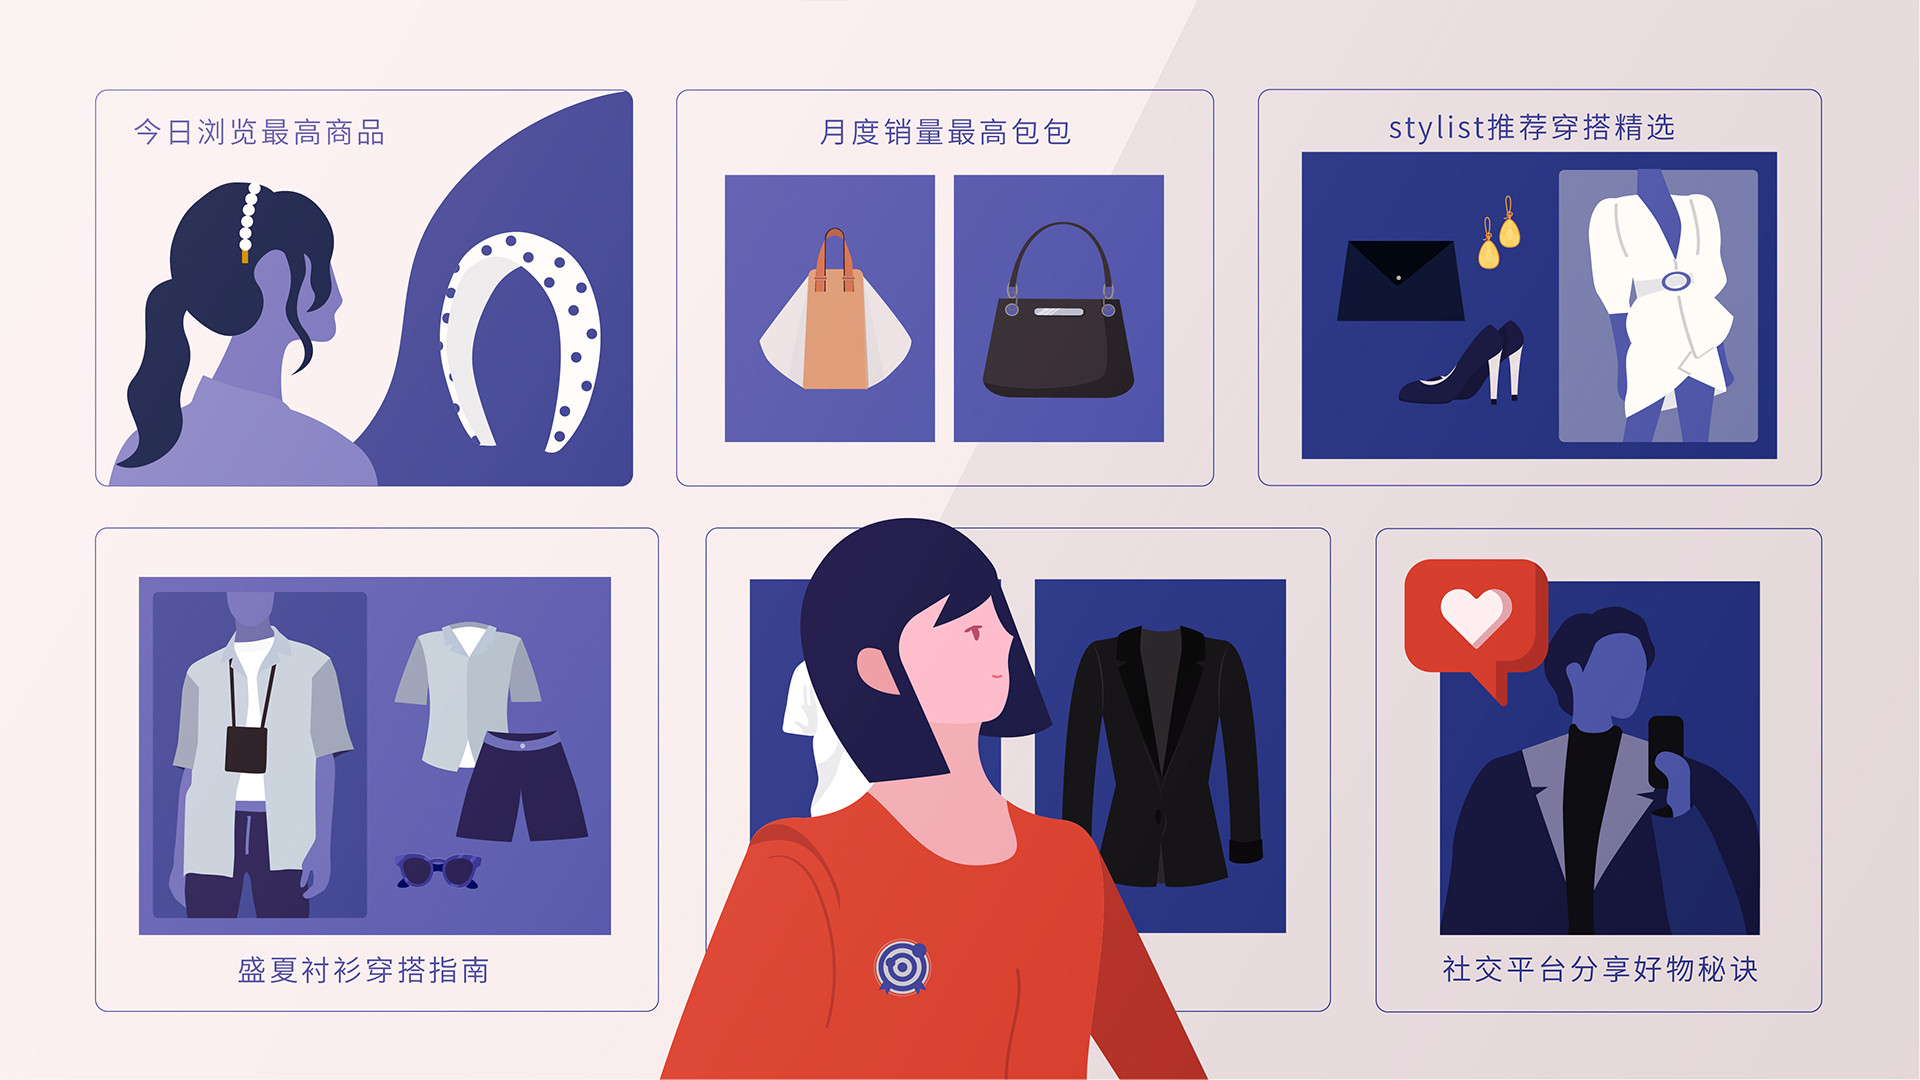 今日浏览最高商品
月度销量最高包包
stylist推荐穿搭精选
盛夏衬衫穿搭指南
社交平台分享好物秘诀